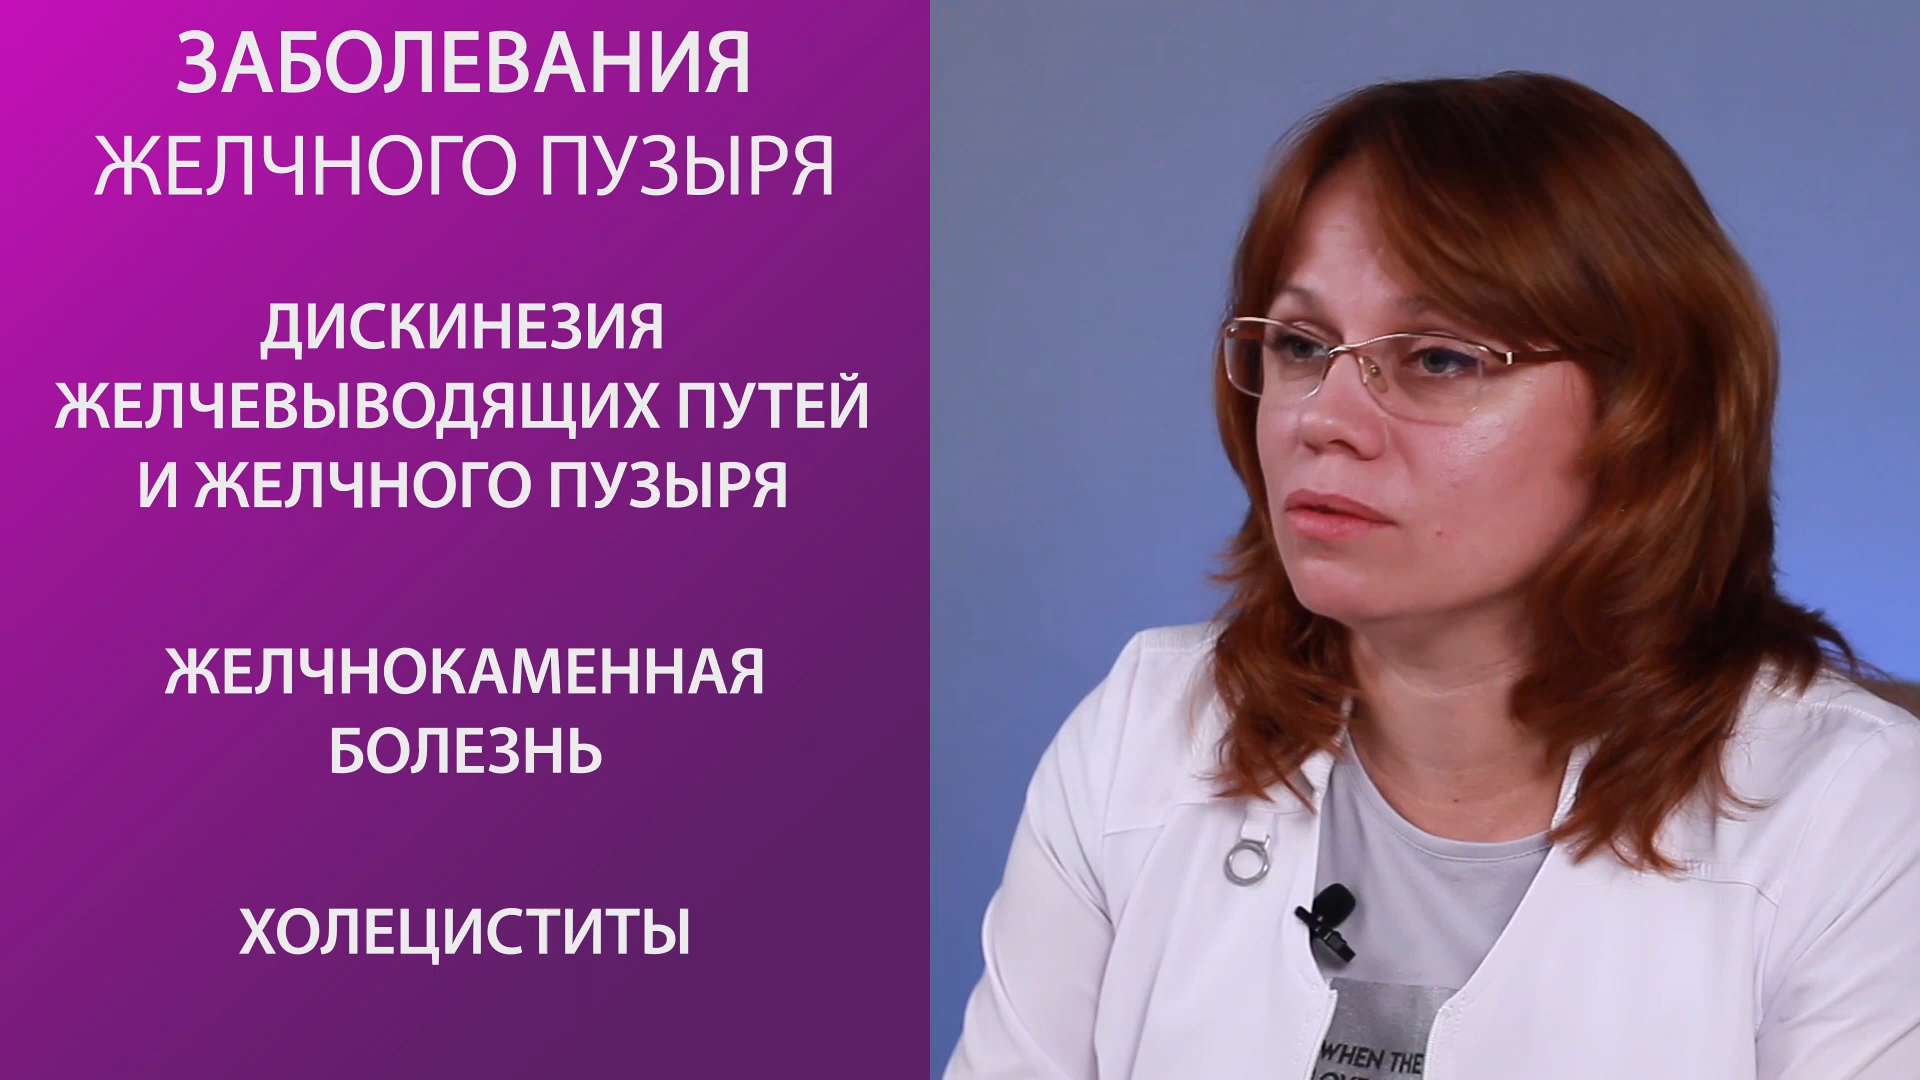 ЗАБОЛЕВАНИЯ
ЖЕЛЧНОГО ПУЗЫРЯ
ДИСКИНЕЗИЯ
ЖЕЛЧЕВЫВОДЯЩИХ ПУТЕЙ
И ЖЕЛЧНОГО ПУЗЫРЯ
ЖЕЛЧНОКАМЕННАЯ
БОЛЕЗНЬ
ХОЛЕЦИСТИТЫ
WHEN THE